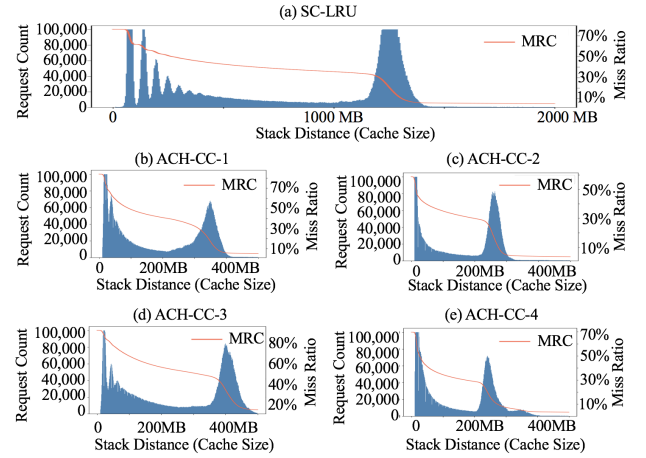 (a) SC-LRU
Request Count
100,000
80,000
60,000
40,000
20,000
0
MRC
70%
50%
30%
10%
Miss Ratio
0
1000 MB
2000 MB
Stack Distance (Cache Size)
(b) ACH-CC-1
Request Count
100,000
80,000
60,000
40,000
20,000
0
MRC
70%
50%
30%
10%
Miss Ratio
0
200MB
400MB
Stack Distance (Cache Size)
(c) ACH-CC-2
Request Count
100,000
80,000
60,000
40,000
20,000
0
MRC
50%
30%
10%
Miss Ratio
0
200MB
400MB
Stack Distance (Cache Size)
(d) ACH-CC-3
Request Count
100,000
80,000
60,000
40,000
20,000
0
MRC
80%
60%
40%
20%
Miss Ratio
0
200MB
400MB
Stack Distance (Cache Size)
(e) ACH-CC-4
Request Count
100,000
80,000
60,000
40,000
20,000
0
MRC
70%
50%
30%
10%
Miss Ratio
0
200MB
400MB
Stack Distance (Cache Size)